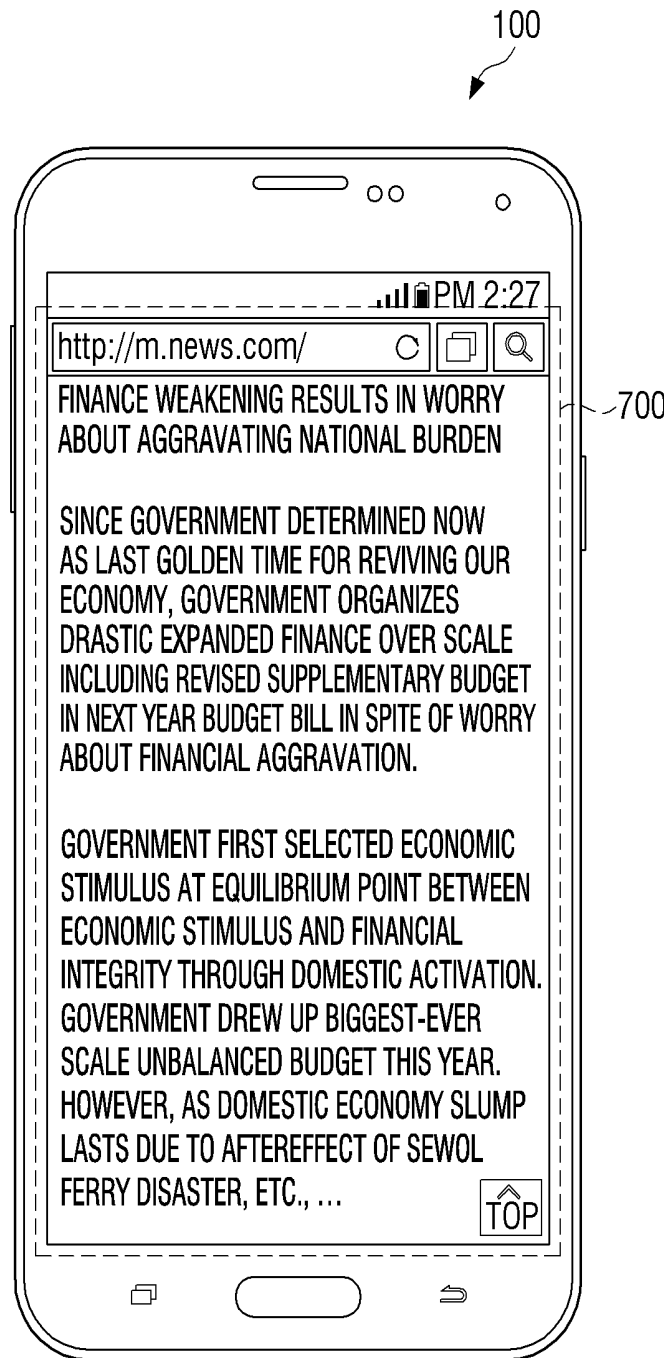 100
PM 2:27
http://m.news.com/
700
FINANCE WEAKENING RESULTS IN WORRY
ABOUT AGGRAVATING NATIONAL BURDEN
SINCE GOVERNMENT DETERMINED NOW
AS LAST GOLDEN TIME FOR REVIVING OUR
ECONOMY, GOVERNMENT ORGANIZES
DRASTIC EXPANDED FINANCE OVER SCALE
INCLUDING REVISED SUPPLEMENTARY BUDGET
IN NEXT YEAR BUDGET BILL IN SPITE OF WORRY
ABOUT FINANCIAL AGGRAVATION.
GOVERNMENT FIRST SELECTED ECONOMIC
STIMULUS AT EQUILIBRIUM POINT BETWEEN
ECONOMIC STIMULUS AND FINANCIAL
INTEGRITY THROUGH DOMESTIC ACTIVATION.
GOVERNMENT DREW UP BIGGEST-EVER
SCALE UNBALANCED BUDGET THIS YEAR.
HOWEVER, AS DOMESTIC ECONOMY SLUMP
LASTS DUE TO AFTEREFFECT OF SEWOL
FERRY DISASTER, ETC., ...
TOP